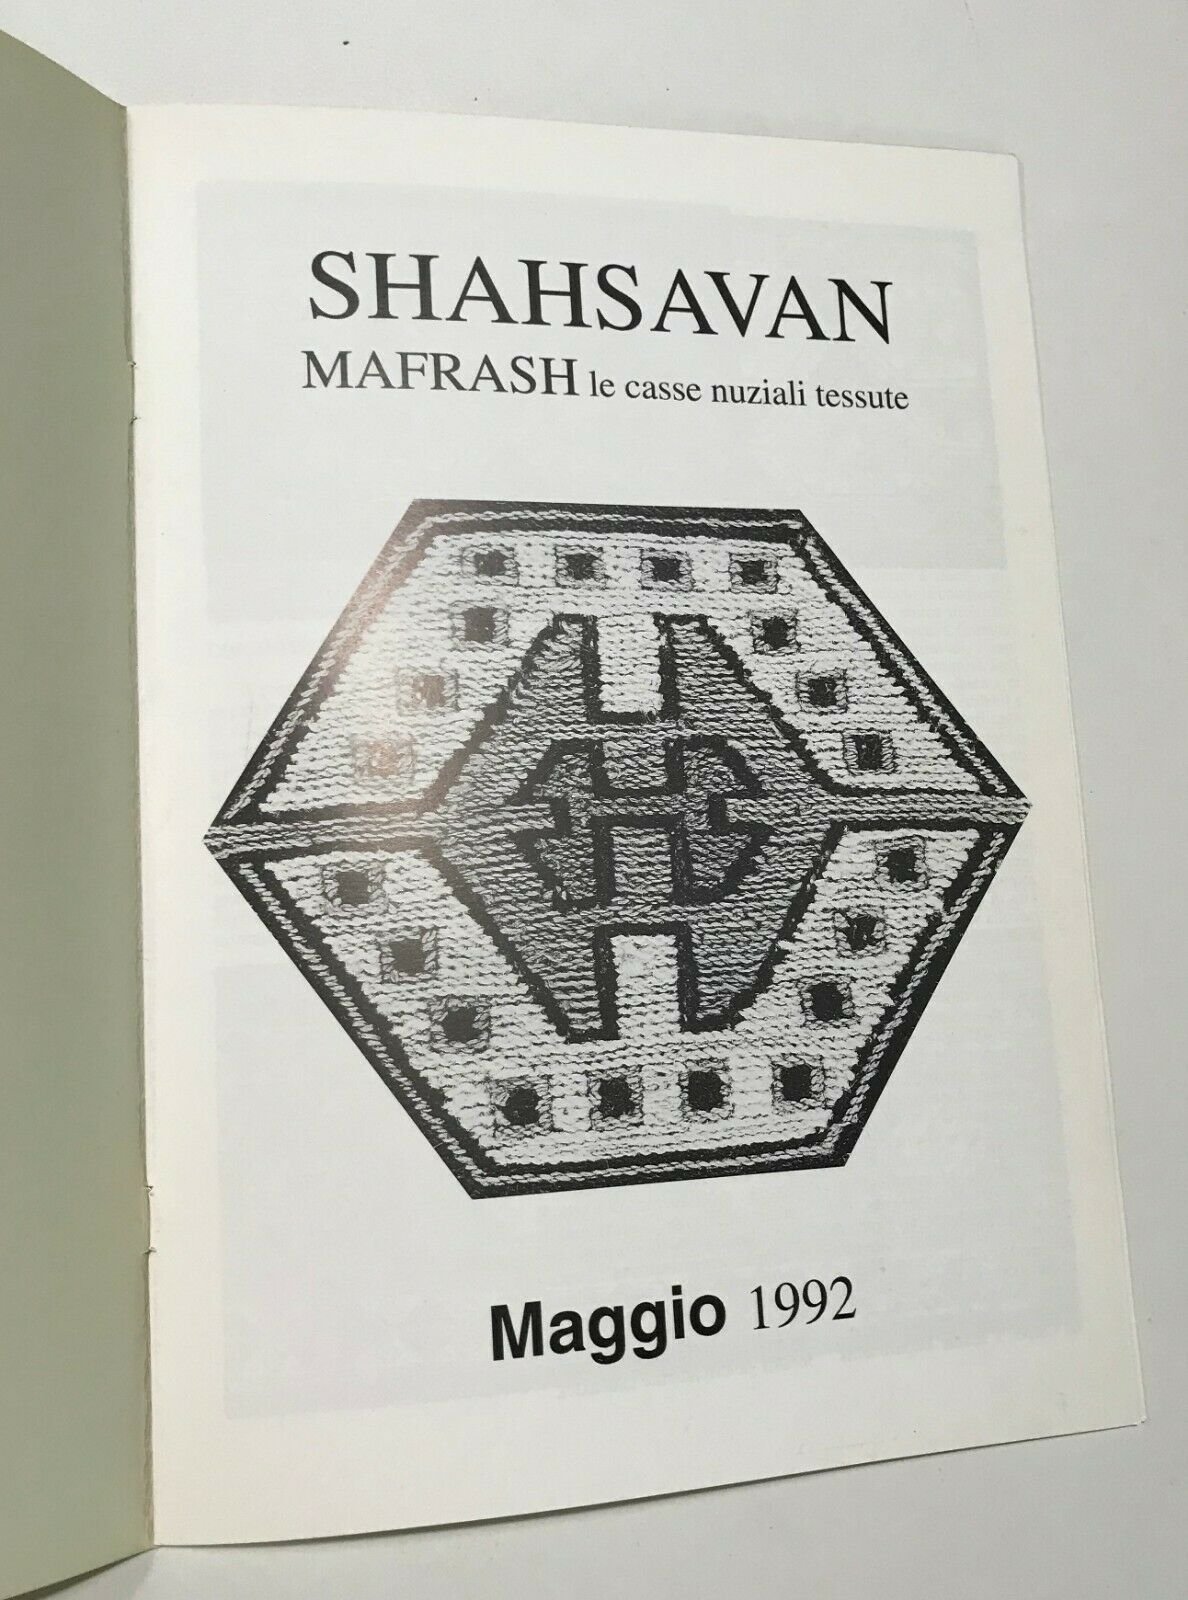 SHAHSAVAN
MAFRASH le casse nuziali tessute
Maggio 1992